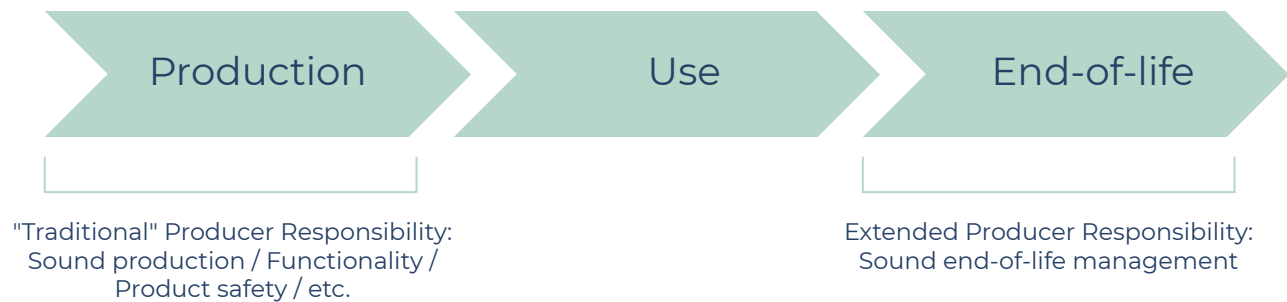 Production
Use
End-of-life
"Traditional" Producer Responsibility:
Sound production / Functionality /
Product safety / etc.
Extended Producer Responsibility:
Sound end-of-life management